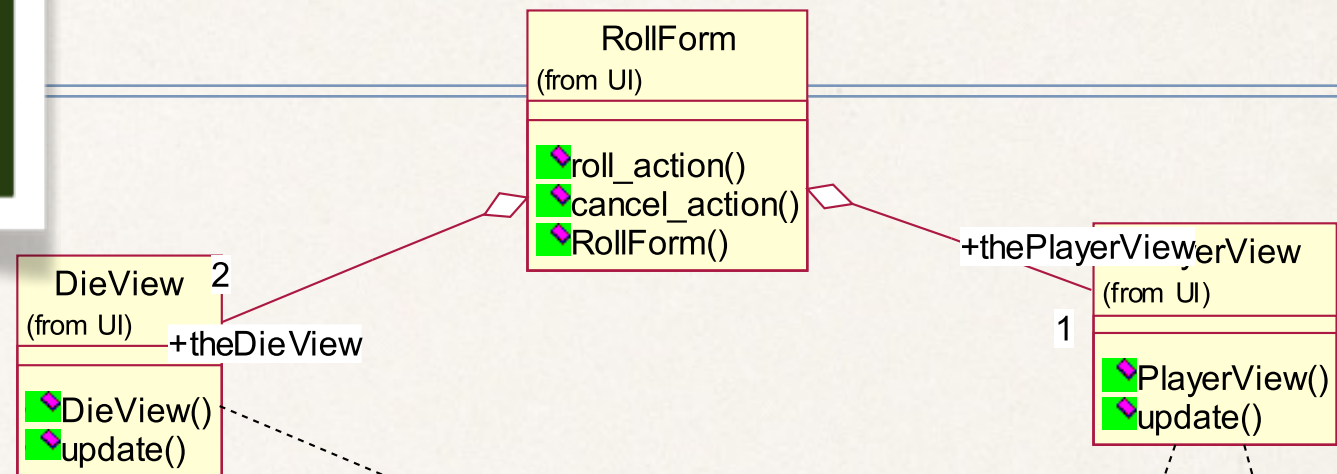 RollForm
(from UI)
roll_action()
cancel_action()
RollForm()
2
DieView
(from UI)
+theDieView
DieView()
update()
+thePlayerView
erView
(from UI)
1
PlayerView()
update()